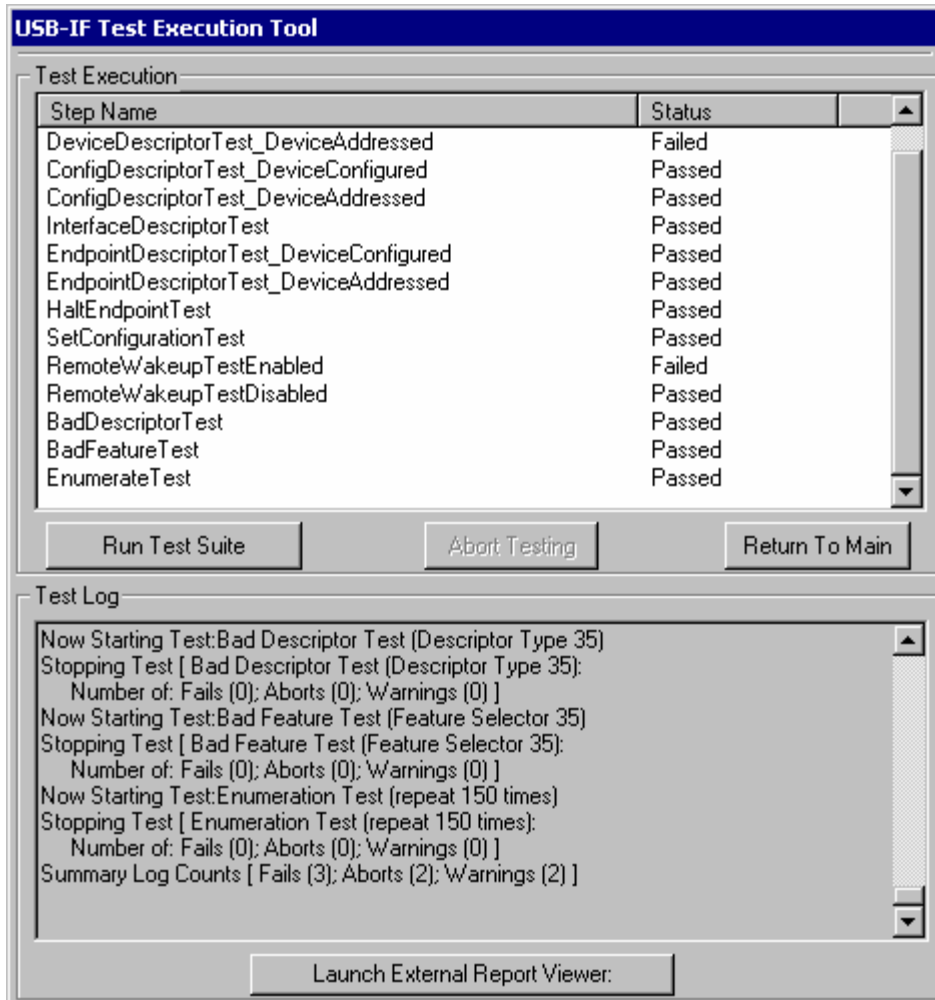 USB-IF Test Execution Tool
Test Execution
Step Name Status
DeviceDescriptorTest_DeviceAddressed Failed
ConfigDescriptorTest_DeviceConfigured Passed
ConfigDescriptorTest_DeviceAddressed Passed
InterfaceDescriptorTest Passed
EndpointDescriptorTest_DeviceConfigured Passed
EndpointDescriptorTest_DeviceAddressed Passed
HaltEndpointTest Passed
SetConfigurationTest Passed
RemoteWakeupTestEnabled Failed
RemoteWakeupTestDisabled Passed
BadDescriptorTest Passed
BadFeatureTest Passed
EnumerateTest Passed
Run Test Suite Abort Testing Return To Main
Test Log
Now Starting Test:Bad Descriptor Test (Descriptor Type 35)
Stopping Test [ Bad Descriptor Test (Descriptor Type 35):
Number of: Fails (0); Aborts (0); Warnings (0) ]
Now Starting Test:Bad Feature Test (Feature Selector 35)
Stopping Test [ Bad Feature Test (Feature Selector 35):
Number of: Fails (0); Aborts (0); Warnings (0) ]
Now Starting Test:Enumeration Test (repeat 150 times)
Stopping Test [ Enumeration Test (repeat 150 times):
Number of: Fails (0); Aborts (0); Warnings (0) ]
Summary Log Counts [ Fails (3); Aborts (2); Warnings (2) ]
Launch External Report Viewer: